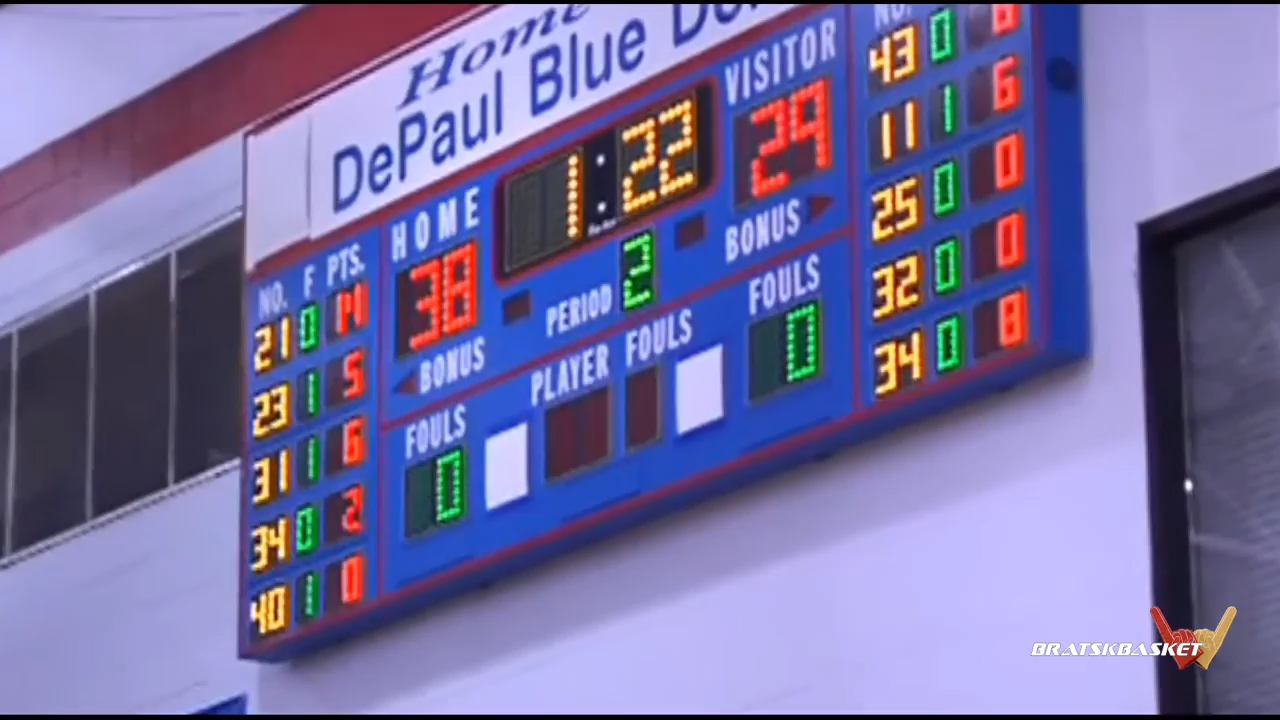 Home
DePaul Blue
VISITOR
1:22
29
HOME
38
BONUS
PERIOD 2
BONUS
FOULS
0
PLAYER FOULS
FOULS
0
NO. F PTS.
21 0
23 1 5
31 1 6
34 0 2
40 1 0
NO.
43 0
11 1 6
25 0 0
32 0 0
34 0 8
BRATSKBASKET